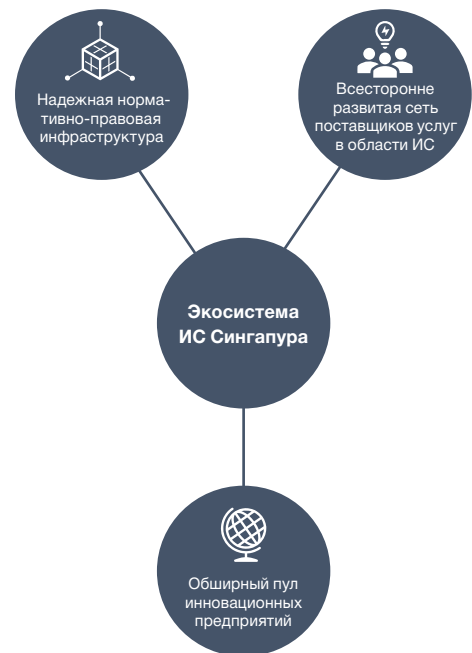 Надежная норма-
тивно-правовая
инфраструктура
Всесторонне
развитая сеть
поставщиков услуг
в области ИС
Экосистема
ИС Сингапура
Обширный пул
инновационных
предприятий